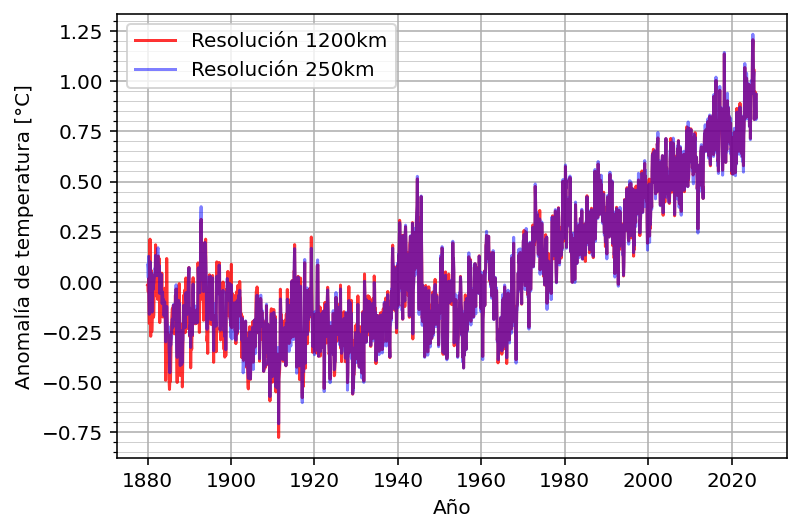 Resolución 1200km
Resolución 250km
Anomalía de temperatura [°C]
1.25
1.00
0.75
0.50
0.25
0.00
−0.25
−0.50
−0.75
1880 1900 1920 1940 1960 1980 2000 2020
Año